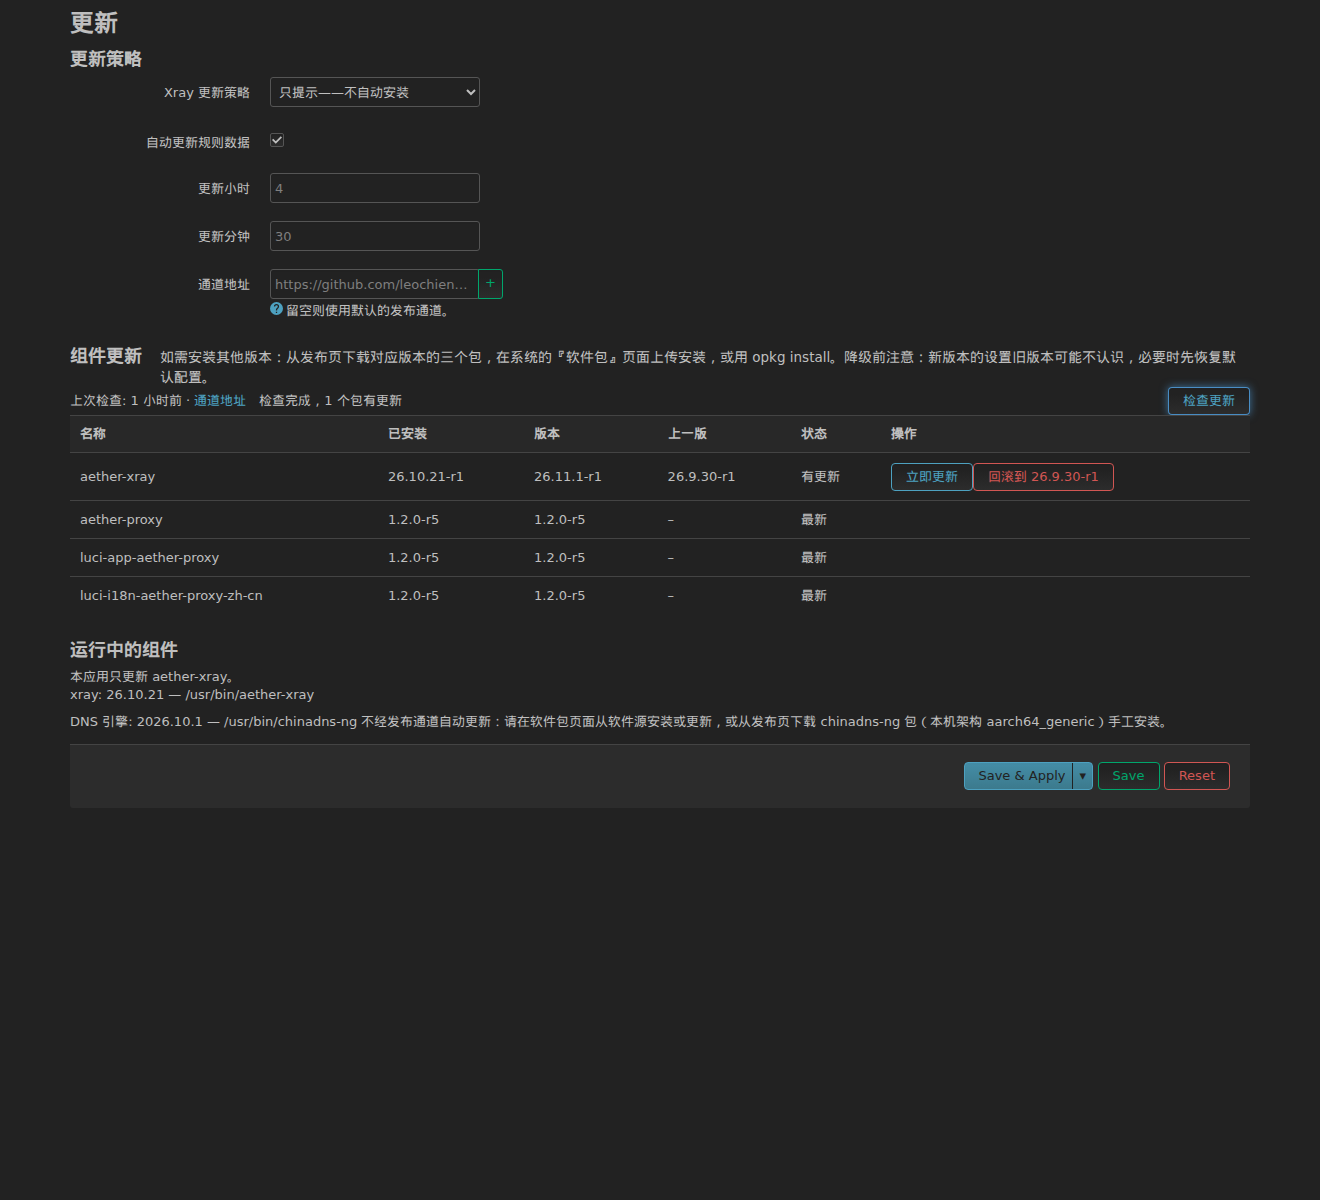 更新
更新策略
Xray 更新策略 只提示——不自动安装
自动更新规则数据
更新小时 4
更新分钟 30
通道地址 https://github.com/leochien... +
? 留空则使用默认的发布通道。
组件更新 如需安装其他版本：从发布页下载对应版本的三个包，在系统的『软件包』页面上传安装，或用 opkg install。降级前注意：新版本的设置旧版本可能不认识，必要时先恢复默
认配置。
上次检查: 1 小时前 · 通道地址 检查完成，1 个包有更新 检查更新
名称 已安装 版本 上一版 状态 操作
aether-xray 26.10.21-r1 26.11.1-r1 26.9.30-r1 有更新 立即更新 回滚到 26.9.30-r1
aether-proxy 1.2.0-r5 1.2.0-r5 – 最新
luci-app-aether-proxy 1.2.0-r5 1.2.0-r5 – 最新
luci-i18n-aether-proxy-zh-cn 1.2.0-r5 1.2.0-r5 – 最新
运行中的组件
本应用只更新 aether-xray。
xray: 26.10.21 — /usr/bin/aether-xray
DNS 引擎: 2026.10.1 — /usr/bin/chinadns-ng 不经发布通道自动更新：请在软件包页面从软件源安装或更新，或从发布页下载 chinadns-ng 包（本机架构 aarch64_generic）手工安装。
Save & Apply ▾ Save Reset